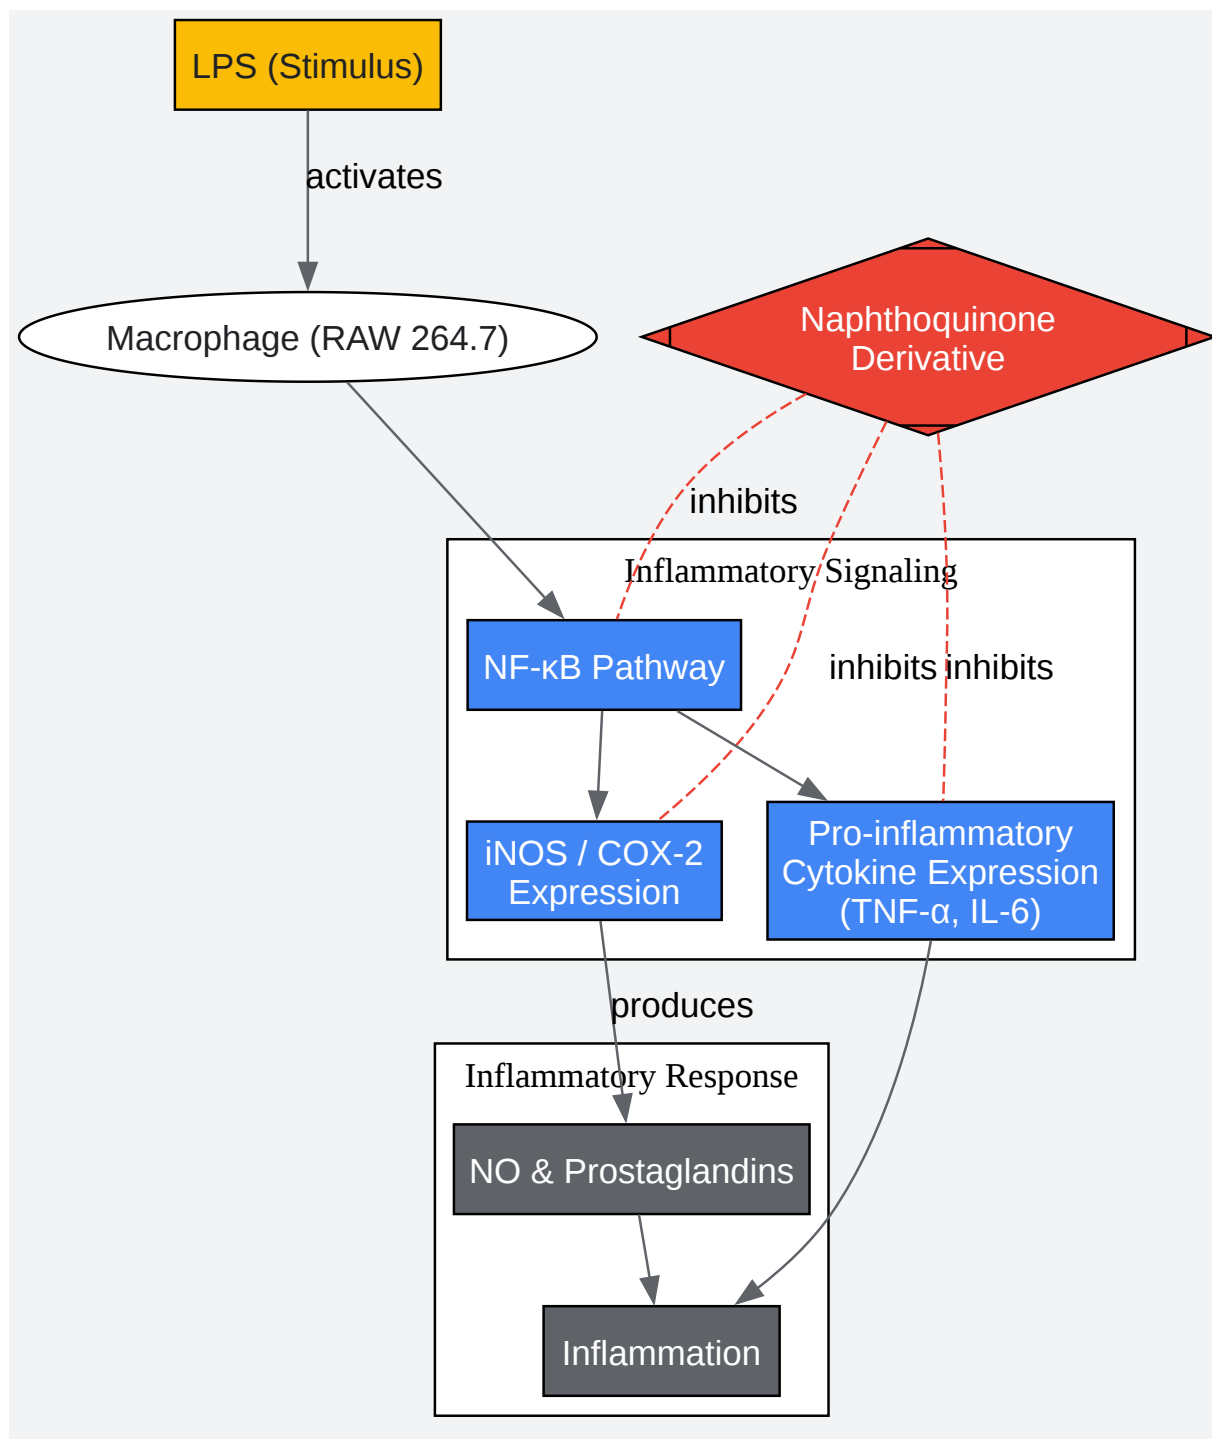 LPS (Stimulus)
activates
Macrophage (RAW 264.7)
Naphthoquinone
Derivative
inhibits
Inflammatory Signaling
NF-κB Pathway
inhibits
inhibits
iNOS / COX-2
Expression
Pro-inflammatory
Cytokine Expression
(TNF-α, IL-6)
produces
Inflammatory Response
NO & Prostaglandins
Inflammation